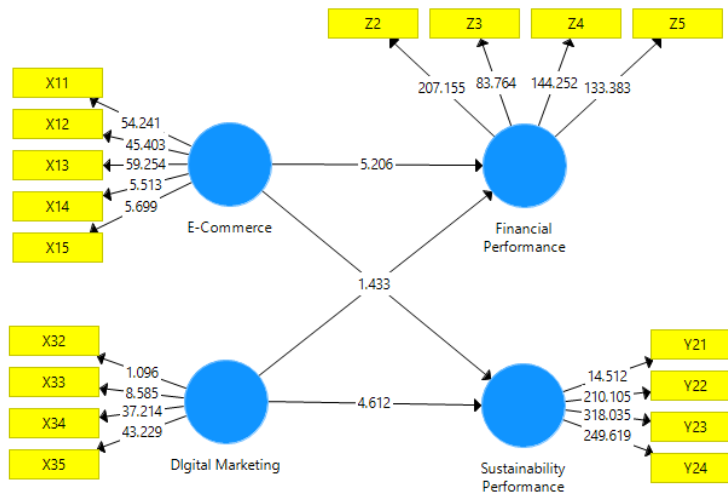 Z2
Z3
Z4
Z5
207.155
83.764
144.252
133.383
X11
X12
X13
X14
X15
54.241
45.403
59.254
5.513
5.699
E-Commerce
5.206
Financial
Performance
1.433
X32
X33
X34
X35
1.096
8.585
37.214
43.229
DIgital Marketing
4.612
Y21
Y22
Y23
Y24
14.512
210.105
318.035
249.619
Sustainability
Performance